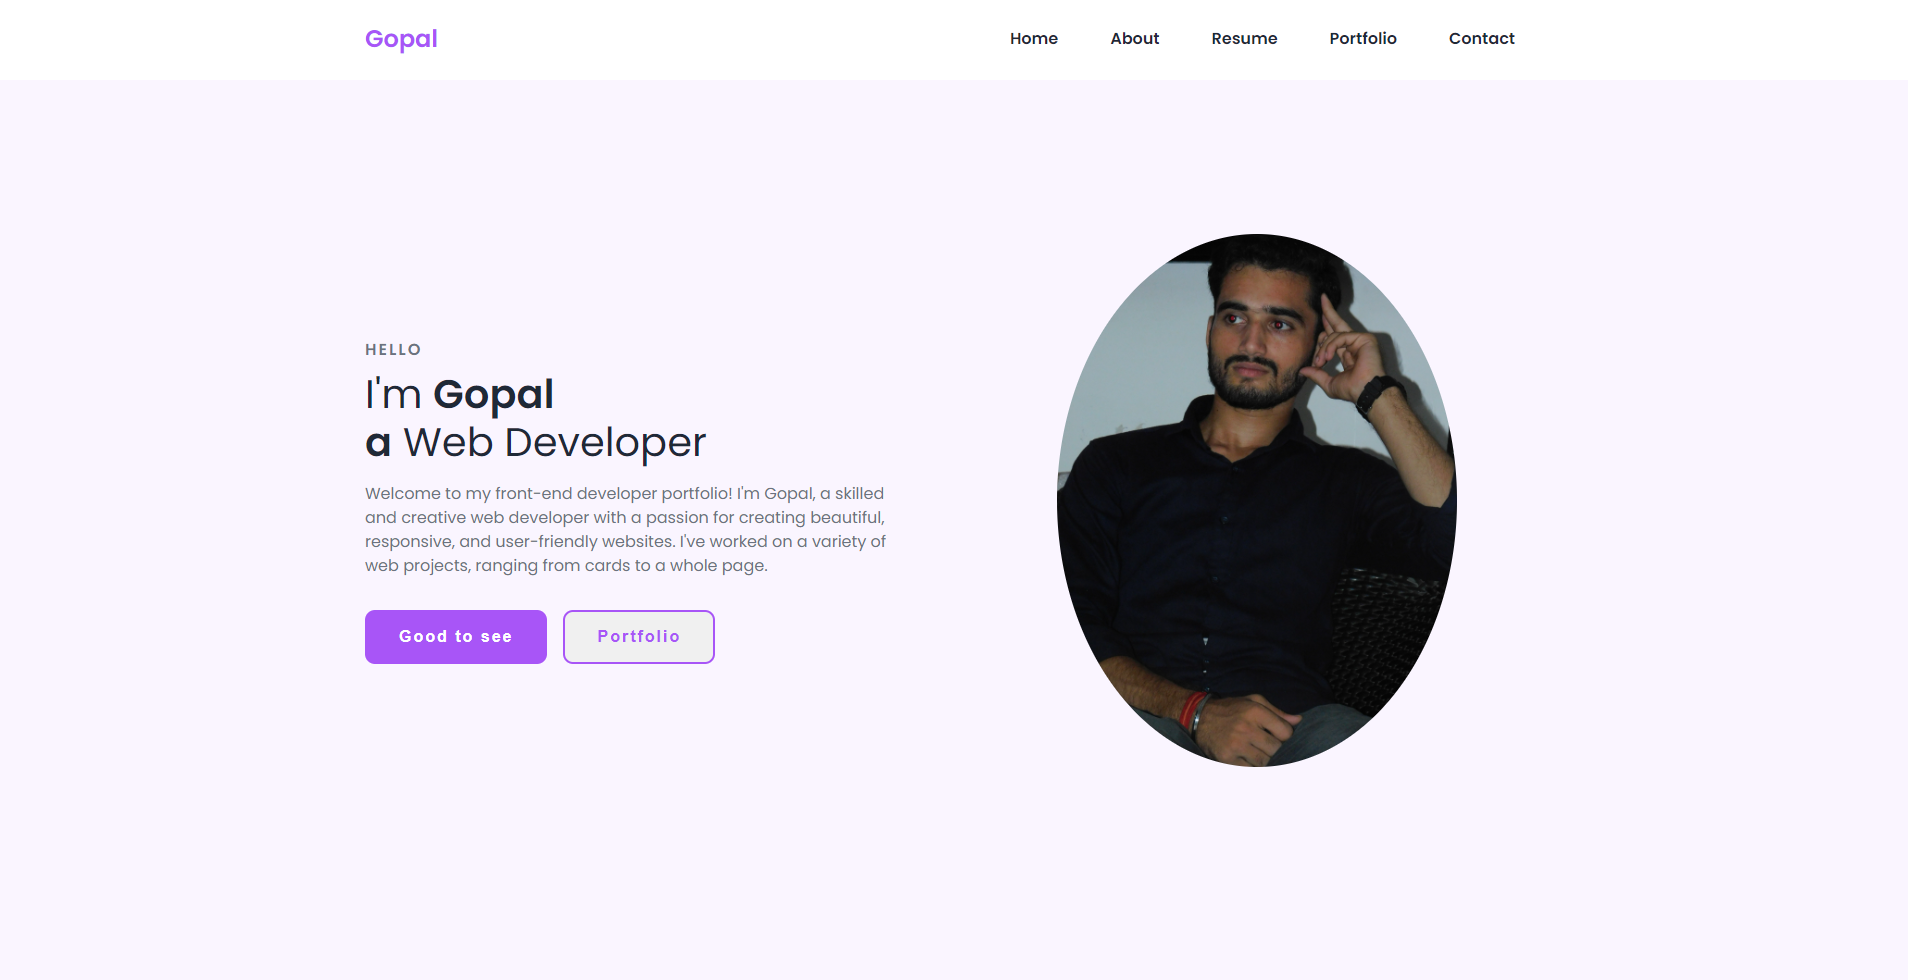 Gopal
Home About Resume Portfolio Contact
HELLO
I'm Gopal
a Web Developer
Welcome to my front-end developer portfolio! I'm Gopal, a skilled
and creative web developer with a passion for creating beautiful,
responsive, and user-friendly websites. I've worked on a variety of
web projects, ranging from cards to a whole page.
Good to see
Portfolio